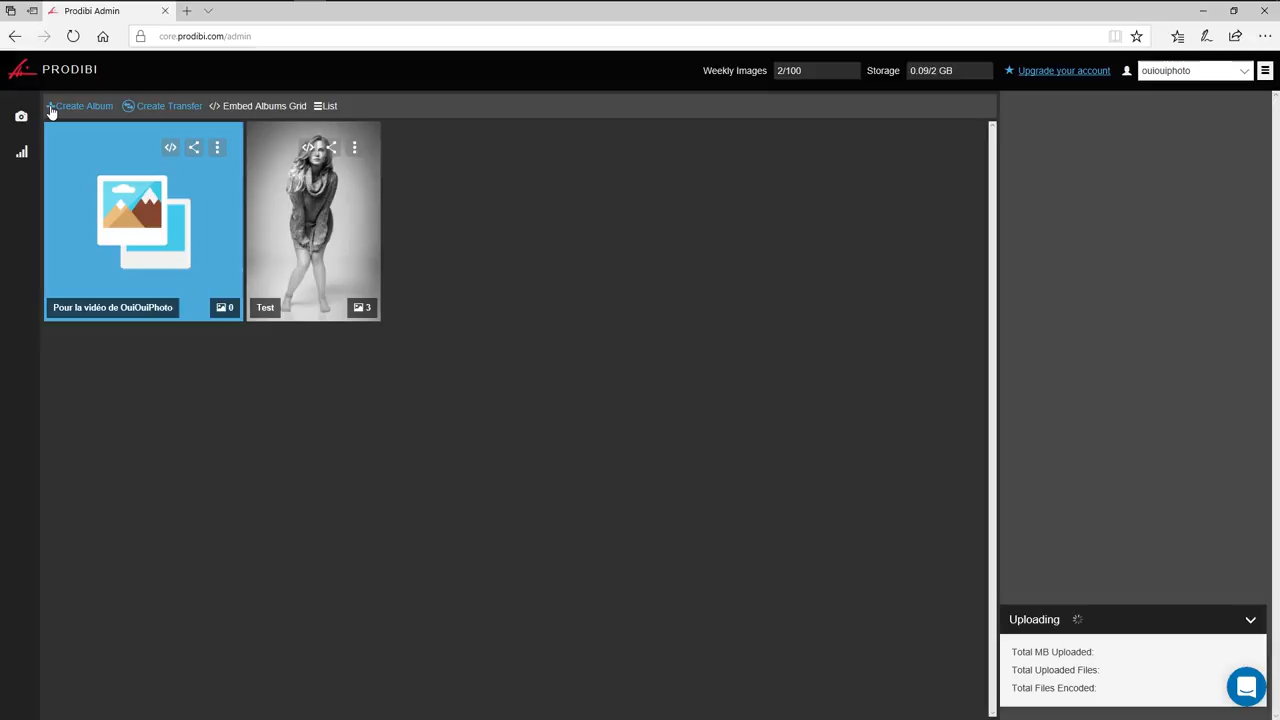 Prodibi Admin
core.prodibi.com/admin
PRODIBI
Weekly Images 2/100 Storage 0.09/2 GB Upgrade your account ouiouiphoto
Create Album Create Transfer </> Embed Albums Grid List
</>
</>
Pour la vidéo de OuiOuiPhoto 0
Test 3
Uploading
Total MB Uploaded:
Total Uploaded Files:
Total Files Encoded: